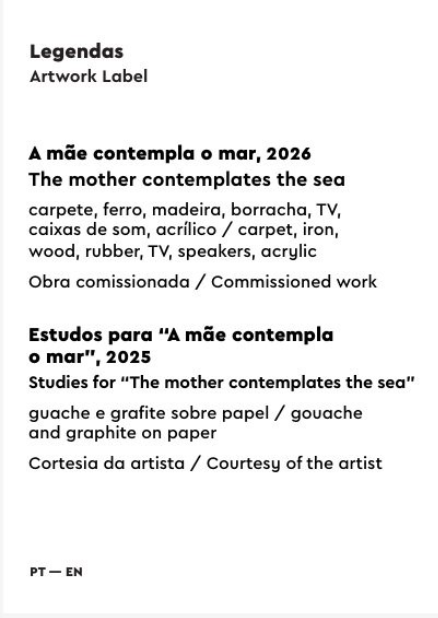 Legendas
Artwork Label
A mãe contempla o mar, 2026
The mother contemplates the sea
carpete, ferro, madeira, borracha, TV,
caixas de som, acrílico / carpet, iron,
wood, rubber, TV, speakers, acrylic
Obra comissionada / Commissioned work
Estudos para “A mãe contempla
o mar”, 2025
Studies for “The mother contemplates the sea”
guache e grafite sobre papel / gouache
and graphite on paper
Cortesia da artista / Courtesy of the artist
PT — EN